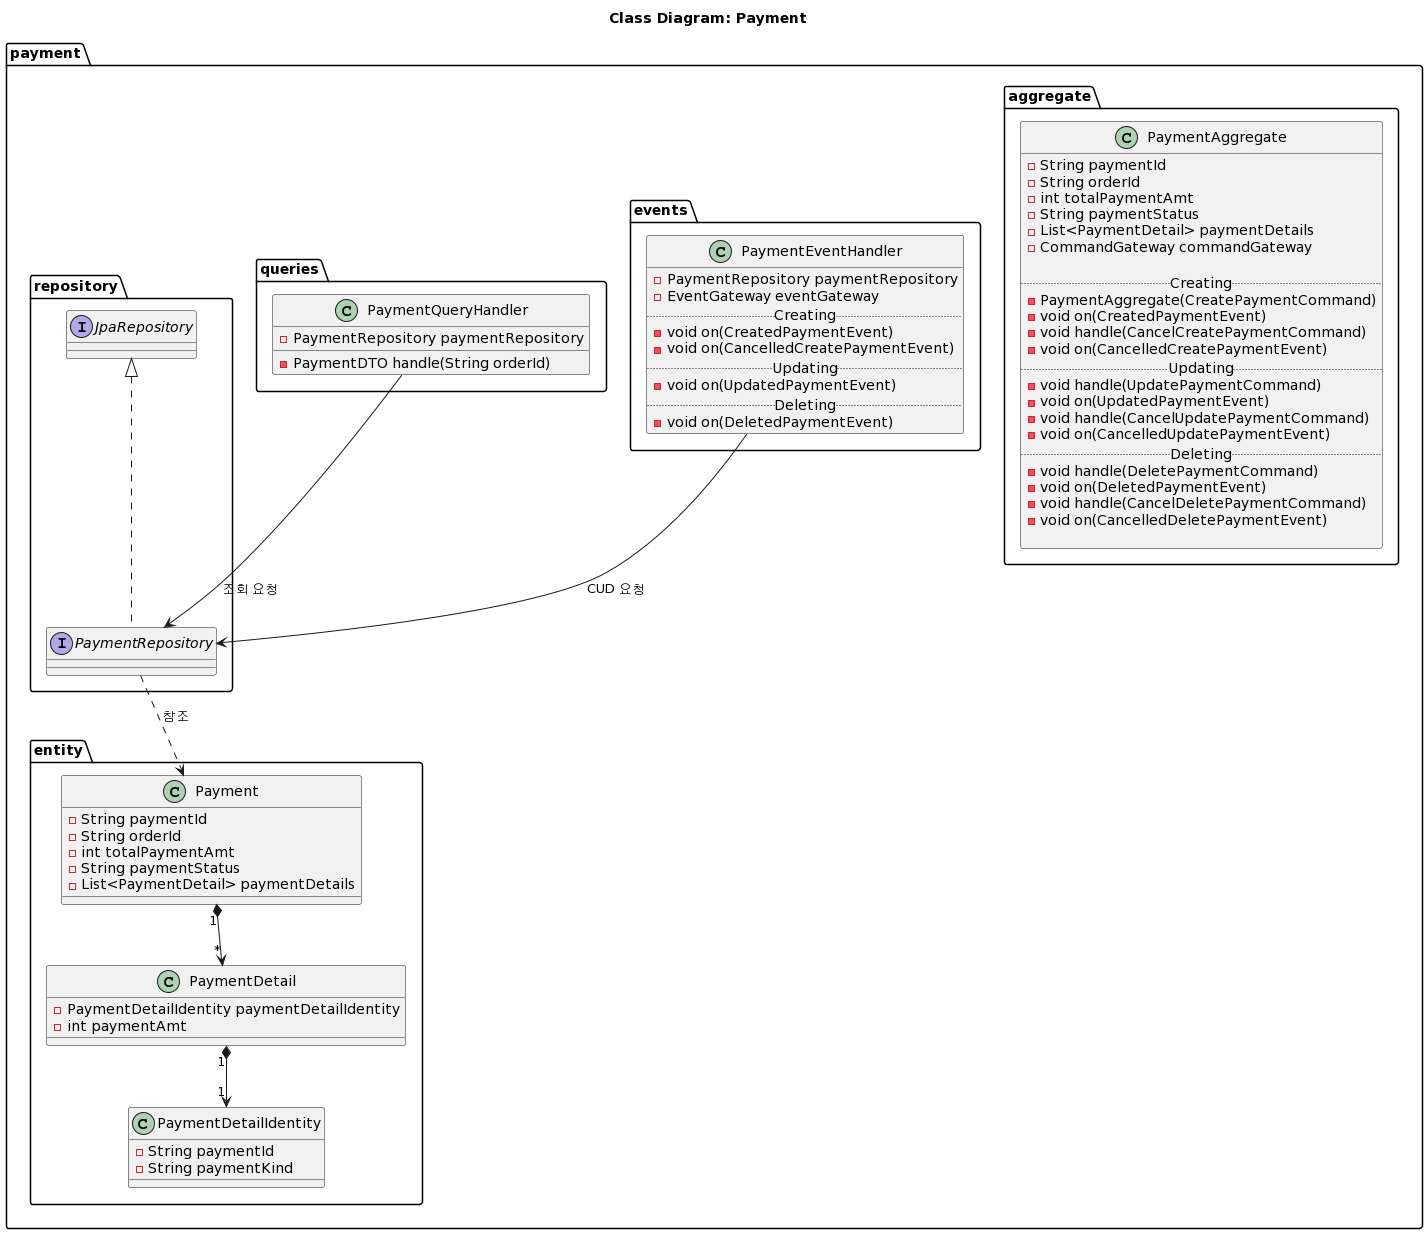 Class Diagram: Payment
payment
aggregate
C PaymentAggregate
String paymentId
String orderId
int totalPaymentAmt
String paymentStatus
List<PaymentDetail> paymentDetails
CommandGateway commandGateway
Creating
PaymentAggregate(CreatePaymentCommand)
void on(CreatedPaymentEvent)
void handle(CancelCreatePaymentCommand)
void on(CancelledCreatePaymentEvent)
Updating
void handle(UpdatePaymentCommand)
void on(UpdatedPaymentEvent)
void handle(CancelUpdatePaymentCommand)
void on(CancelledUpdatePaymentEvent)
Deleting
void handle(DeletePaymentCommand)
void on(DeletedPaymentEvent)
void handle(CancelDeletePaymentCommand)
void on(CancelledDeletePaymentEvent)
events
C PaymentEventHandler
PaymentRepository paymentRepository
EventGateway eventGateway
Creating
void on(CreatedPaymentEvent)
void on(CancelledCreatePaymentEvent)
Updating
void on(UpdatedPaymentEvent)
Deleting
void on(DeletedPaymentEvent)
queries
C PaymentQueryHandler
PaymentRepository paymentRepository
PaymentDTO handle(String orderId)
repository
I JpaRepository
조회 요청
CUD 요청
I PaymentRepository
참조
entity
C Payment
String paymentId
String orderId
int totalPaymentAmt
String paymentStatus
List<PaymentDetail> paymentDetails
1
*
C PaymentDetail
PaymentDetailIdentity paymentDetailIdentity
int paymentAmt
1
1
C PaymentDetailIdentity
String paymentId
String paymentKind